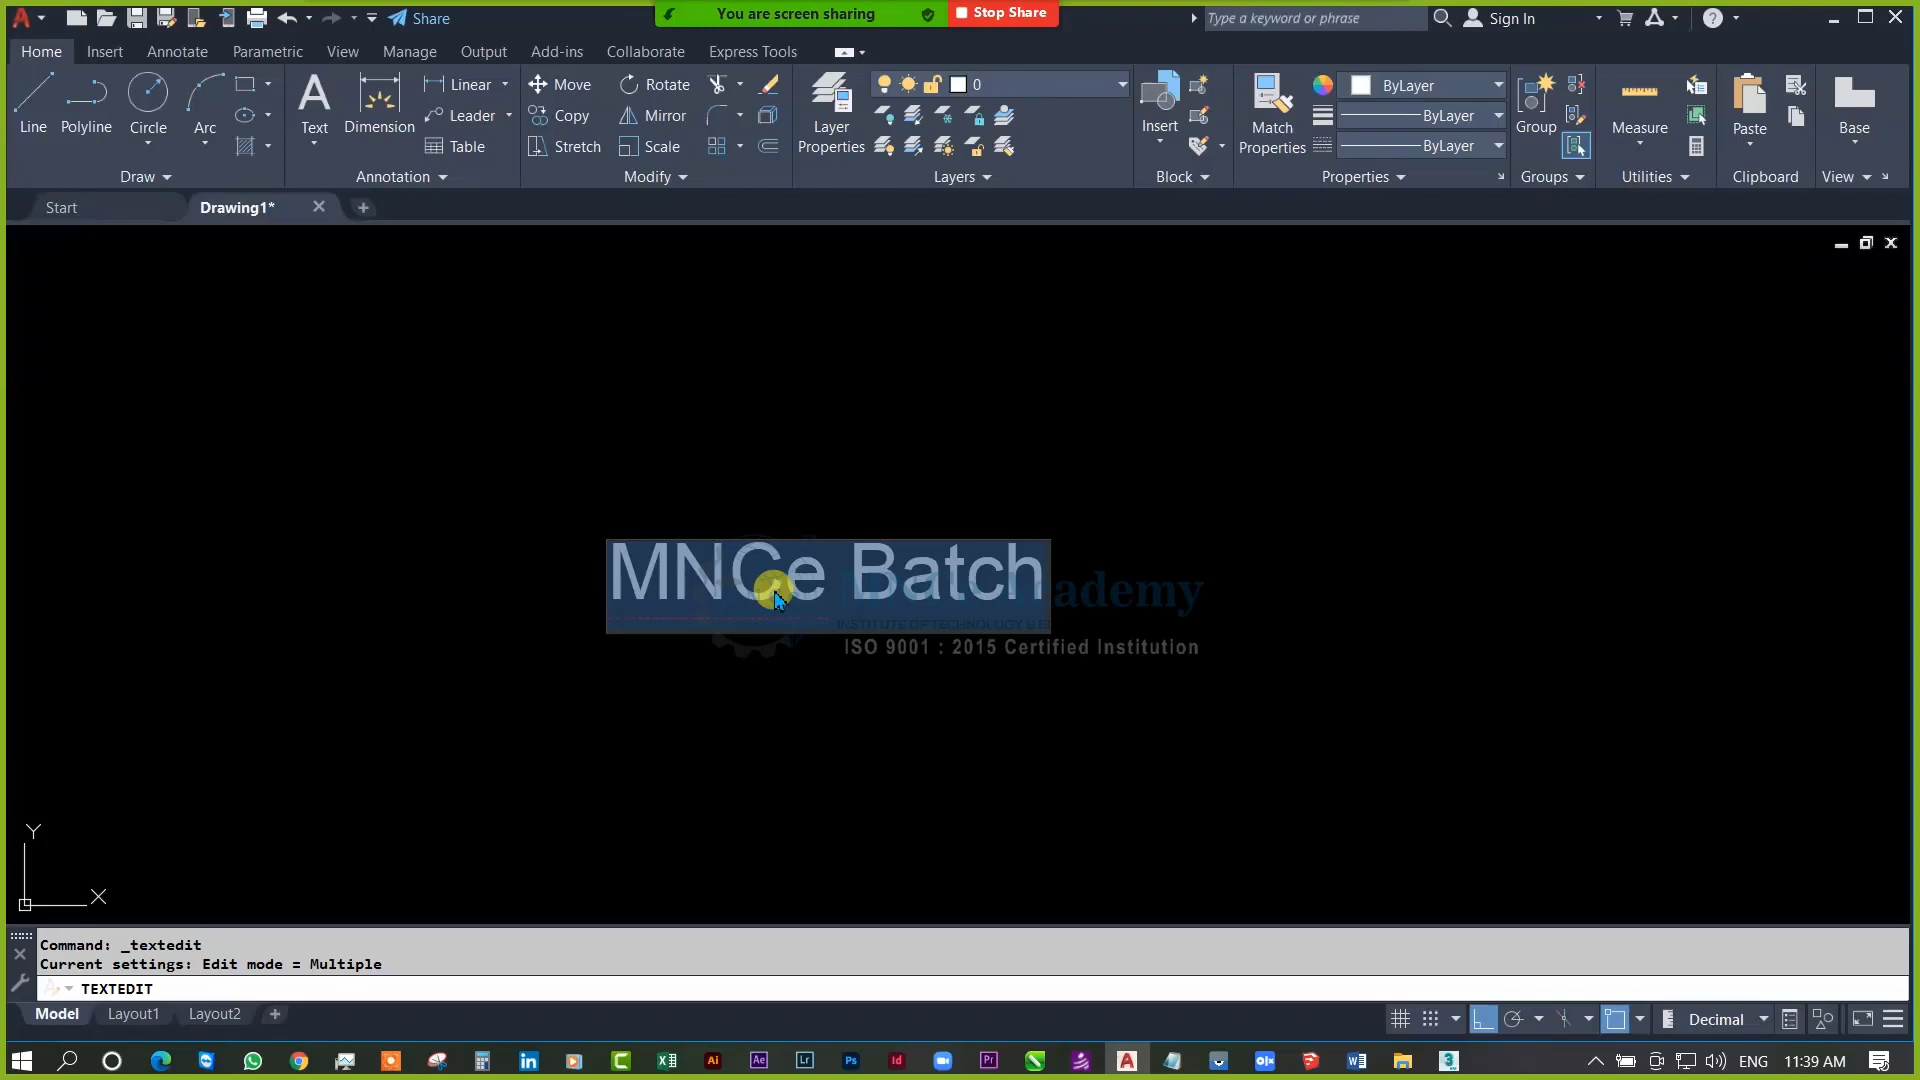 Share
You are screen sharing
Stop Share
Type a keyword or phrase
Sign In
Home Insert Annotate Parametric View Manage Output Add-ins Collaborate Express Tools
Line
Polyline
Circle
Arc
Draw
Text
Dimension
Linear
Leader
Table
Annotation
Move
Rotate
Copy
Mirror
Stretch
Scale
Modify
Layer
Properties
0
Layers
Insert
Block
Match
Properties
ByLayer
ByLayer
ByLayer
Properties
Group
Groups
Measure
Utilities
Paste
Clipboard
Base
View
Start
Drawing1*
MNCe Batch
ademy
INSTITUTE OF TECHNOLOGY & E
ISO 9001 : 2015 Certified Institution
Y
X
Command: _textedit
Current settings: Edit mode = Multiple
TEXTEDIT
Model Layout1 Layout2
Decimal
ENG 11:39 AM